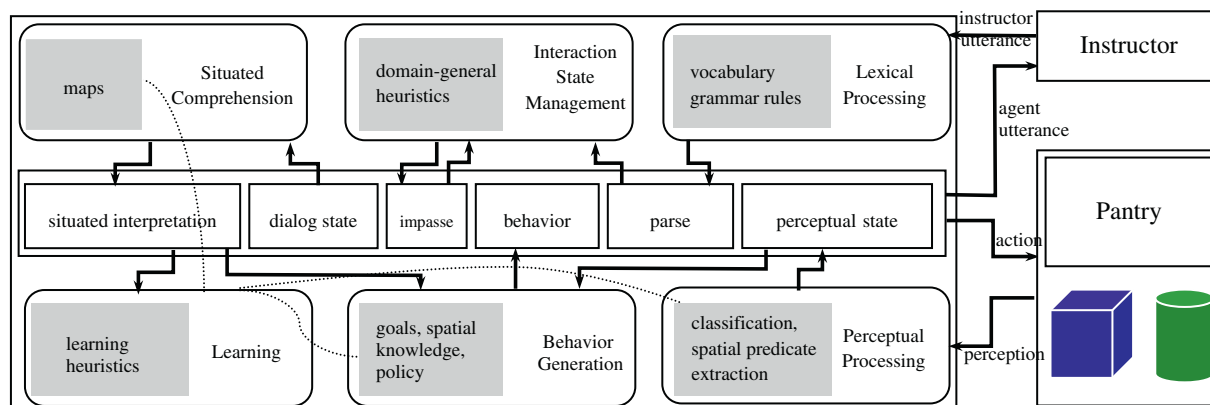 maps
Situated
Comprehension
domain-general
heuristics
Interaction
State
Management
vocabulary
grammar rules
Lexical
Processing
instructor
utterance
Instructor
agent
utterance
situated interpretation
dialog state
impasse
behavior
parse
perceptual state
Pantry
action
learning
heuristics
Learning
goals, spatial
knowledge,
policy
Behavior
Generation
classification,
spatial predicate
extraction
Perceptual
Processing
perception